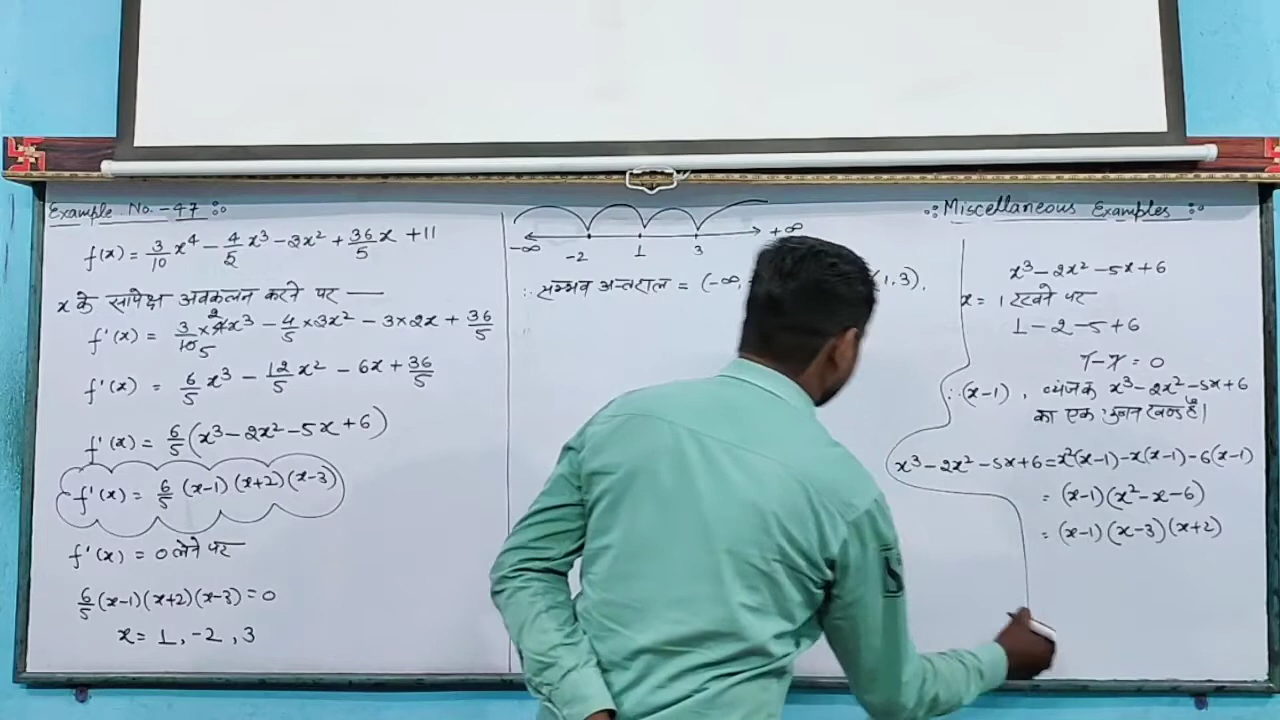 Example No. - 47 :
f(x) = 3/10 x⁴ - 4/5 x³ - 3x² + 36/5 x + 11
x के सापेक्ष अवकलन करने पर —
f'(x) = 3/10 × 4x³ - 4/5 × 3x² - 3×2x + 36/5
f'(x) = 6/5 x³ - 12/5 x² - 6x + 36/5
f'(x) = 6/5 (x³ - 2x² - 5x + 6)
f'(x) = 6/5 (x-1) (x+2) (x-3)
f'(x) = 0 लेने पर
6/5 (x-1) (x+2) (x-3) = 0
x = 1, -2, 3
-∞ -2 1 3 +∞
∴ सम्भव अन्तराल = (-∞, 1, 3),
:: Miscellaneous Examples ::
x³ - 2x² - 5x + 6
x = 1 रखने पर
1 - 2 - 5 + 6
7 - 7 = 0
∴ (x-1), व्यंजक x³ - 2x² - 5x + 6
का एक गुणनखण्ड है।
x³ - 2x² - 5x + 6 = x²(x-1) - x(x-1) - 6(x-1)
= (x-1) (x² - x - 6)
= (x-1) (x-3) (x+2)